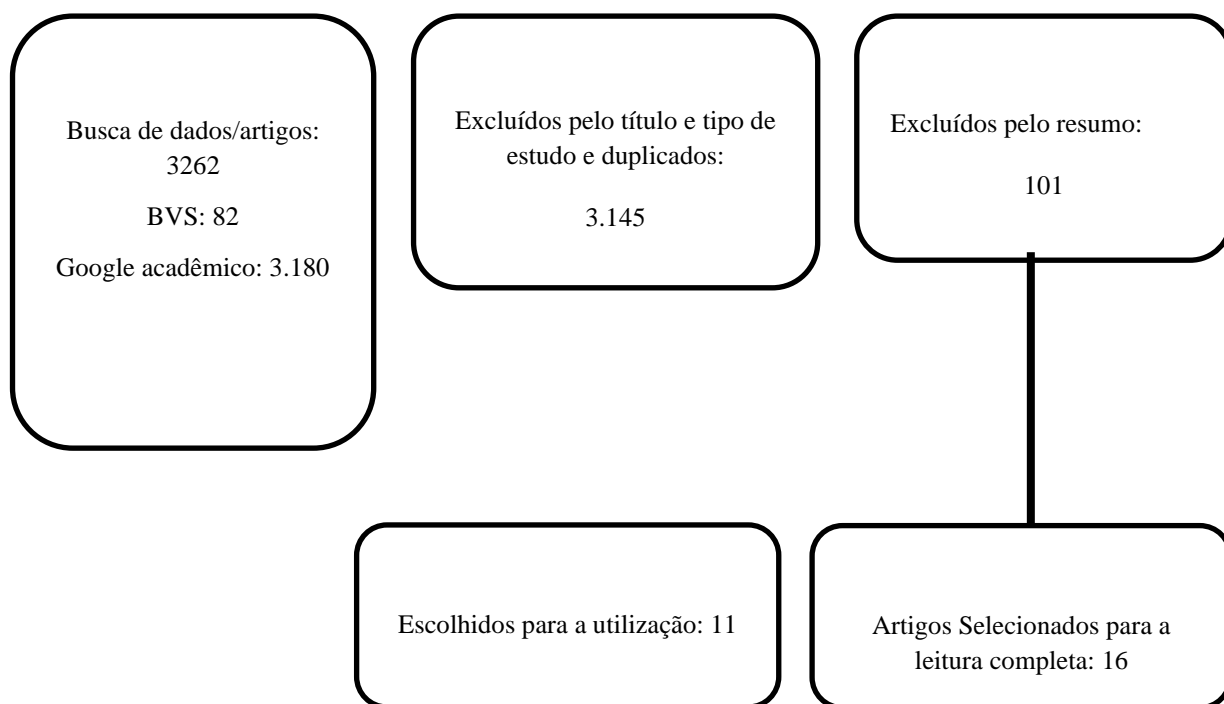 Busca de dados/artigos:
3262
BVS: 82
Google acadêmico: 3.180
Excluídos pelo título e tipo de
estudo e duplicados:
3.145
Excluídos pelo resumo:
101
Escolhidos para a utilização: 11
Artigos Selecionados para a
leitura completa: 16